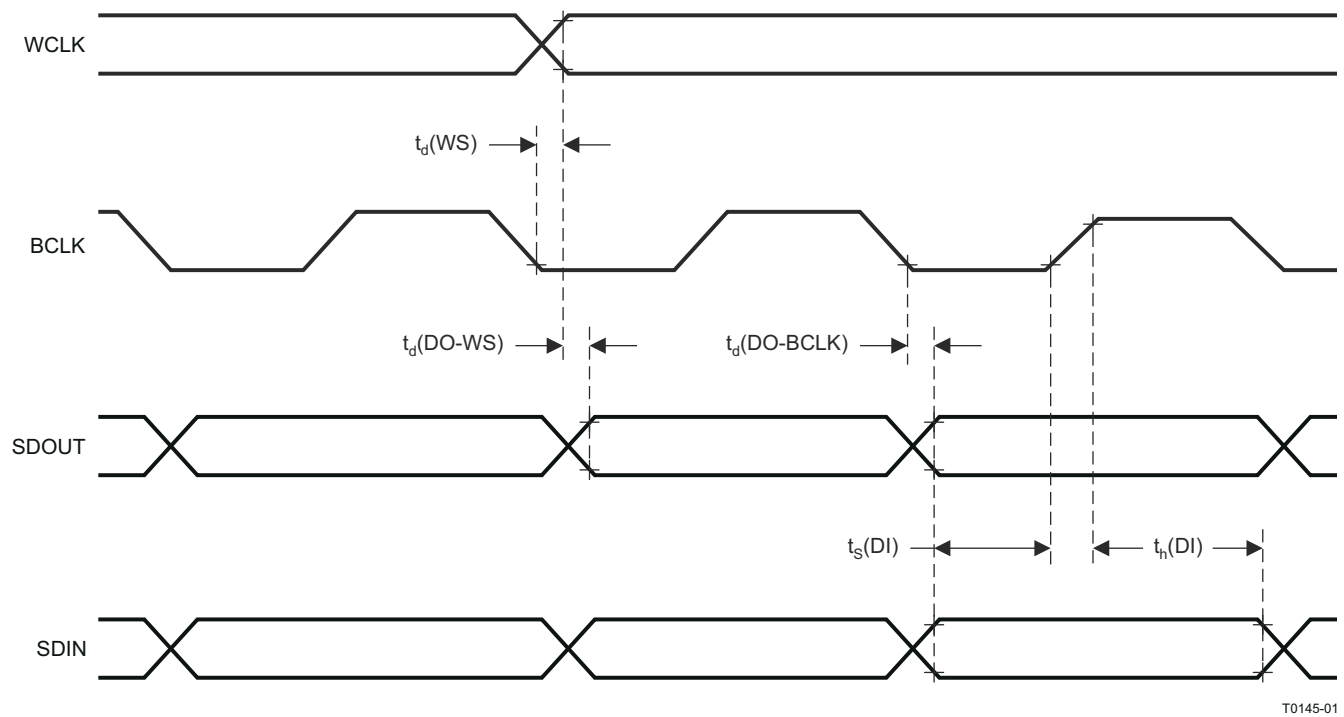 WCLK
td(WS)
BCLK
td(DO-WS)
td(DO-BCLK)
SDOUT
tS(DI)
th(DI)
SDIN
T0145-01